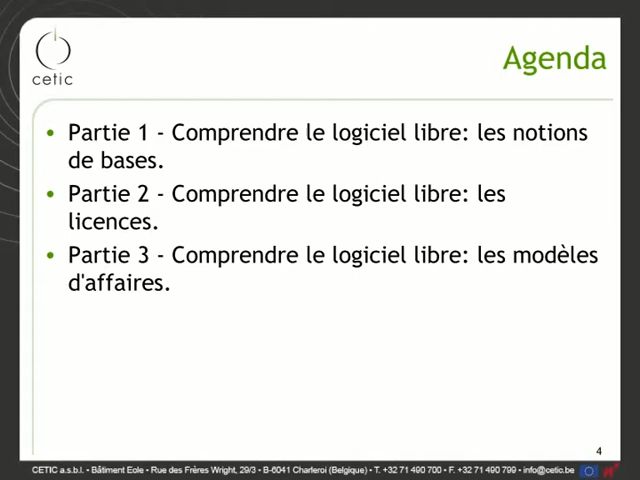 cetic
Agenda
• Partie 1 - Comprendre le logiciel libre: les notions
de bases.
• Partie 2 - Comprendre le logiciel libre: les
licences.
• Partie 3 - Comprendre le logiciel libre: les modèles
d'affaires.
4
CETIC a.s.b.l. • Bâtiment Eole • Rue des Frères Wright, 29/3 • B-6041 Charleroi (Belgique) • T. +32 71 490 700 • F. +32 71 490 799 • info@cetic.be